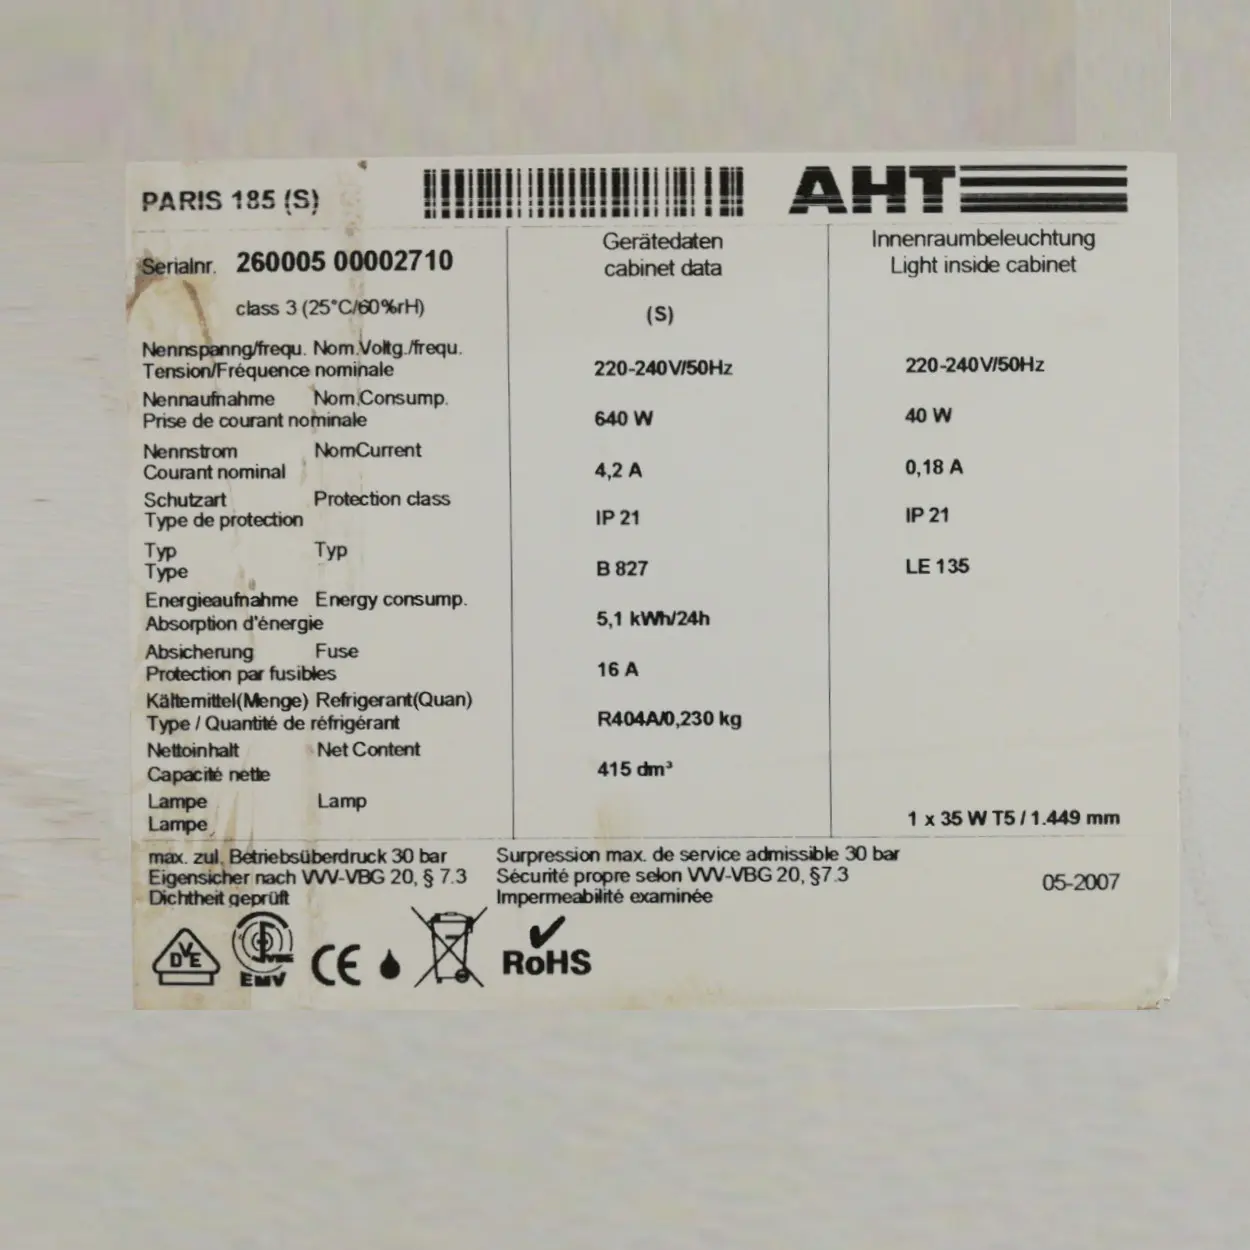 PARIS 185 (S)
AHT
Serialnr. 260005 00002710
class 3 (25°C/60%rH)
Gerätedaten
cabinet data
(S)
Innenraumbeleuchtung
Light inside cabinet
Nennspanng/frequ. Nom.Voltg./frequ.
Tension/Fréquence nominale
220-240V/50Hz
220-240V/50Hz
Nennaufnahme Nom.Consump.
Prise de courant nominale
640 W
40 W
Nennstrom NomCurrent
Courant nominal
4,2 A
0,18 A
Schutzart Protection class
Type de protection
IP 21
IP 21
Typ Typ
Type
B 827
LE 135
Energieaufnahme Energy consump.
Absorption d'énergie
5,1 kWh/24h
Absicherung Fuse
Protection par fusibles
16 A
Kältemittel(Menge) Refrigerant(Quan)
Type / Quantité de réfrigérant
R404A/0,230 kg
Nettoinhalt Net Content
Capacité nette
415 dm³
Lampe Lamp
Lampe
1 x 35 W T5 / 1.449 mm
max. zul. Betriebsüberdruck 30 bar
Eigensicher nach VVV-VBG 20, § 7.3
Dichtheit geprüft
Surpression max. de service admissible 30 bar
Sécurité propre selon VVV-VBG 20, §7.3
Impermeabilité examinée
05-2007
DVE
VDE
EMV
CE
RoHS